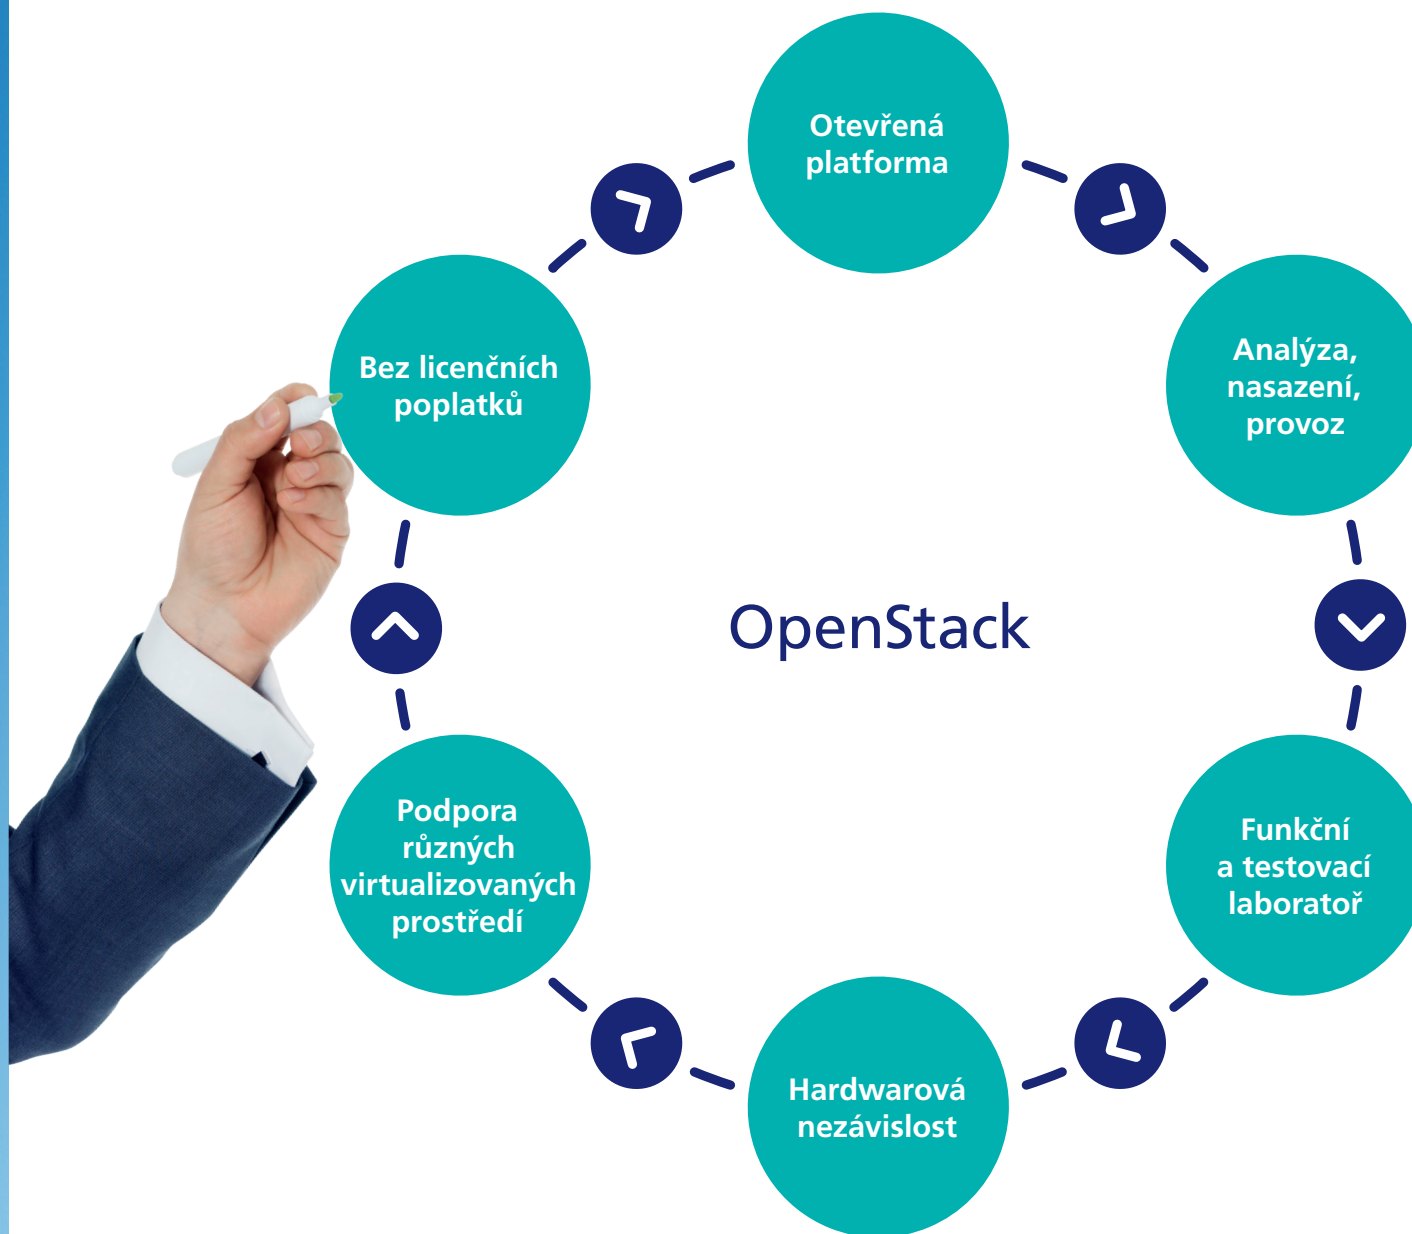 Otevřená
platforma
Analýza,
nasazení,
provoz
Funkční
a testovací
laboratoř
Hardwarová
nezávislost
Podpora
různých
virtualizovaných
prostředí
Bez licenčních
poplatků
OpenStack